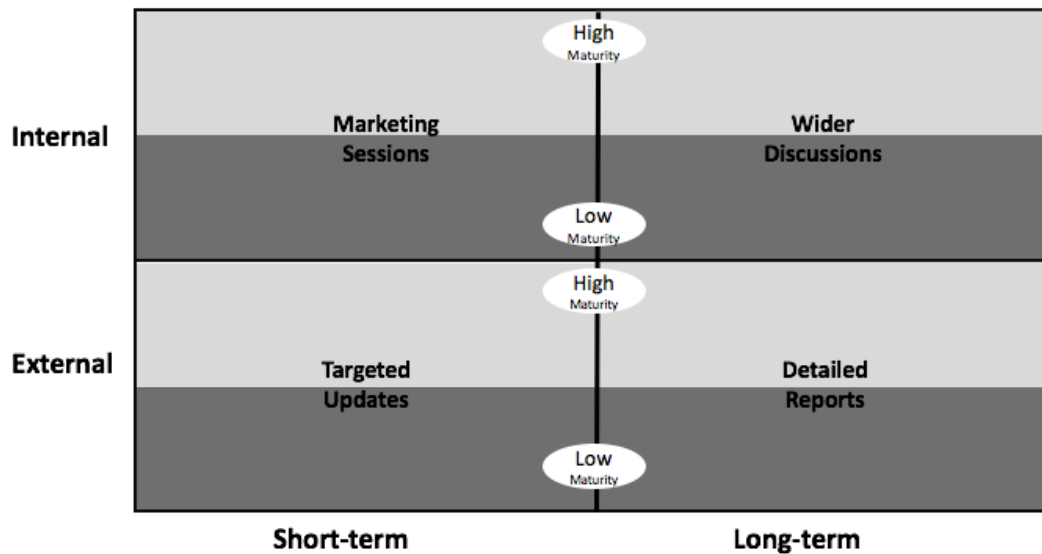 High
Maturity
Internal
Marketing
Sessions
Wider
Discussions
Low
Maturity
High
Maturity
External
Targeted
Updates
Detailed
Reports
Low
Maturity
Short-term
Long-term